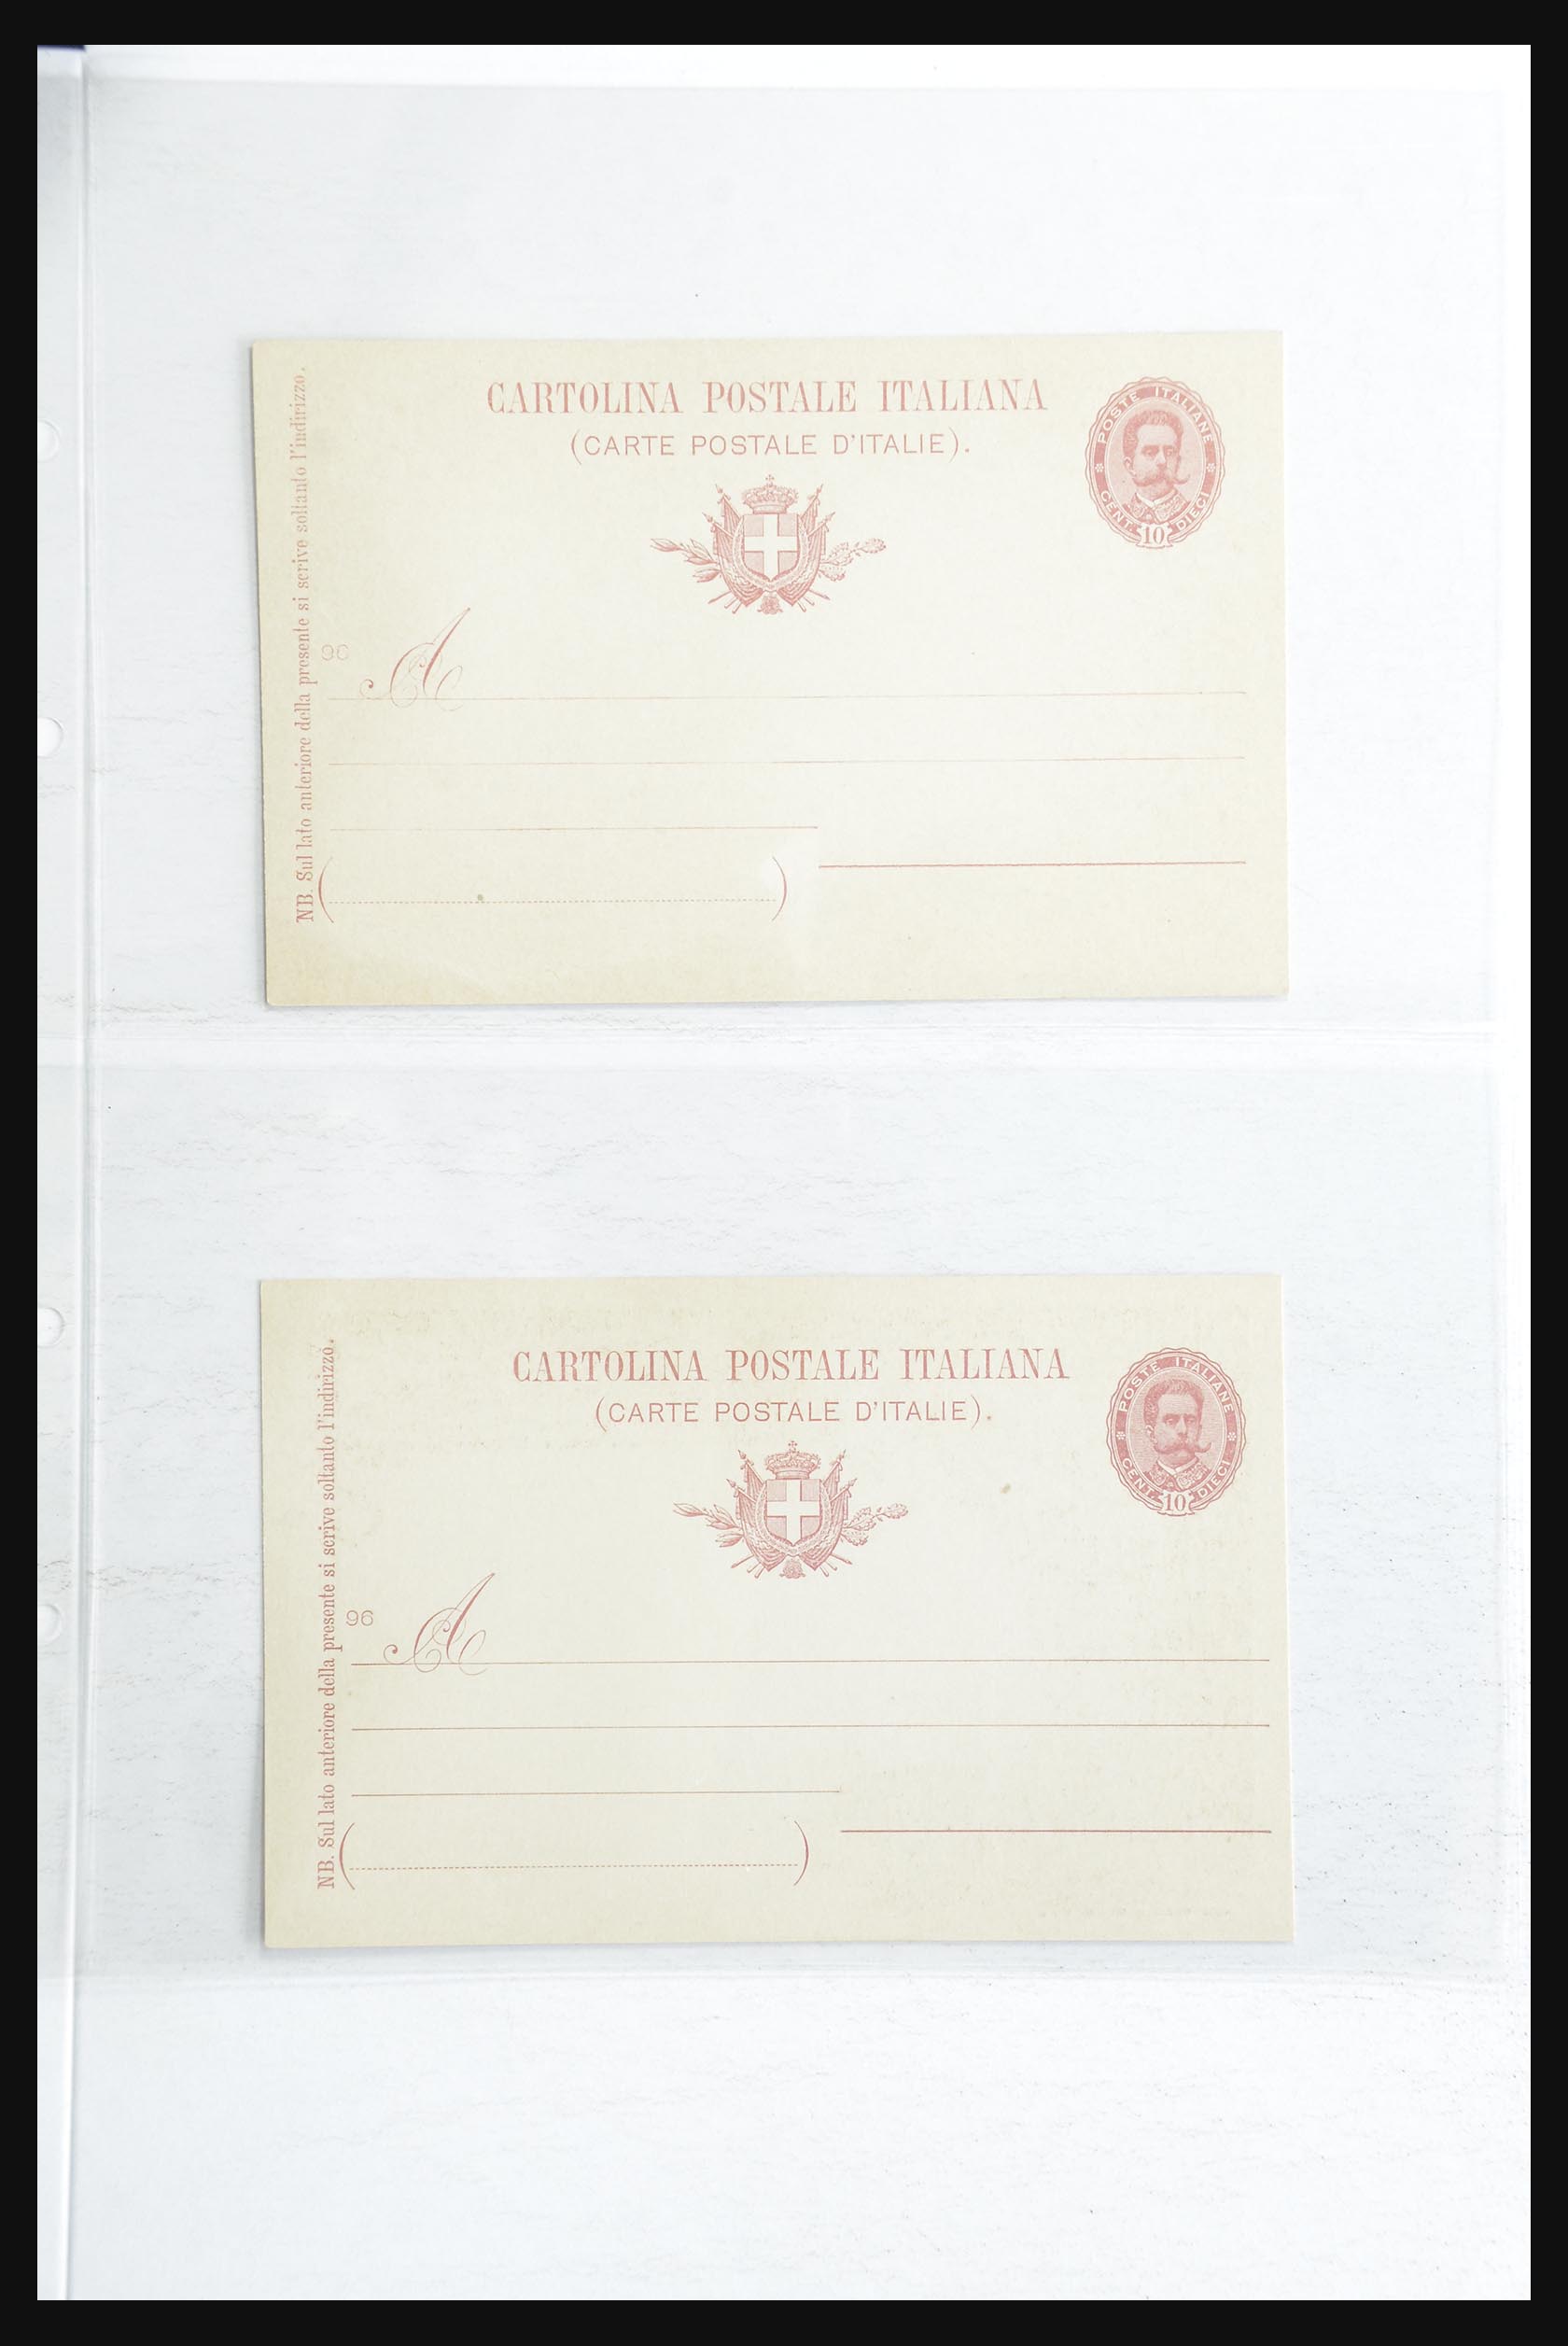 CARTOLINA POSTALE ITALIANA
(CARTE POSTALE D'ITALIE).
POSTE ITALIANE
CENT. 10 DIECI
NB. Sul lato anteriore della presente si scrive soltanto l'indirizzo.
A
CARTOLINA POSTALE ITALIANA
(CARTE POSTALE D'ITALIE).
POSTE ITALIANE
CENT. 10 DIECI
NB. Sul lato anteriore della presente si scrive soltanto l'indirizzo.
96
A